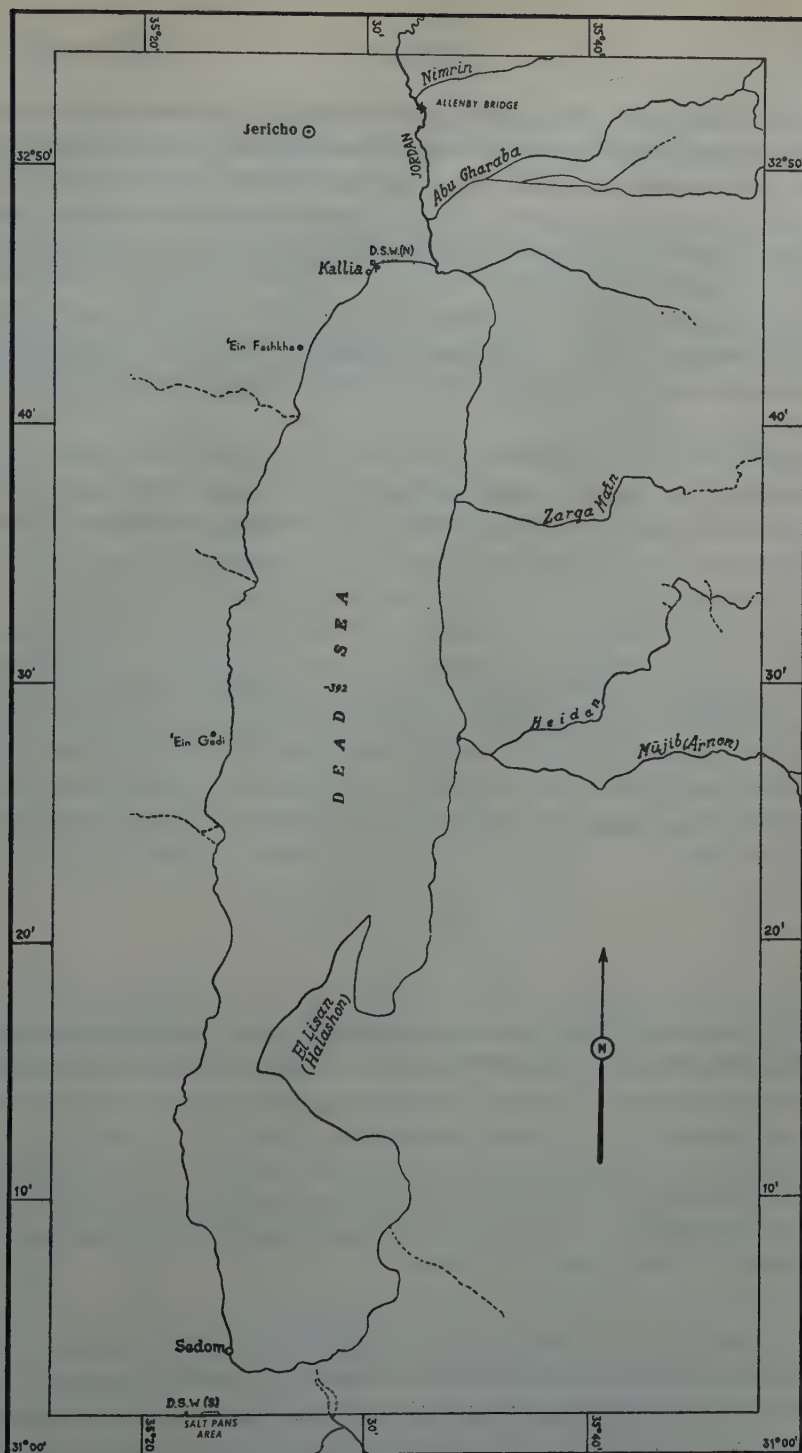 35°20'
30'
35°40'
Nimrin
ALLENBY BRIDGE
Jericho
32°50'
32°50'
JORDAN
Abu Gharaba
D.S.W.(N)
Kallia
'Ein Feshkha
40'
40'
Zarqa Ma'in
DEAD SEA
-392
30'
30'
Heidan
'Ein Gedi
Mūjib (Arnon)
20'
20'
El Lisan
(Halashon)
N
10'
10'
Sedom
D.S.W (S)
SALT PANS
AREA
31°00'
35°20'
30'
35°40'
31°00'